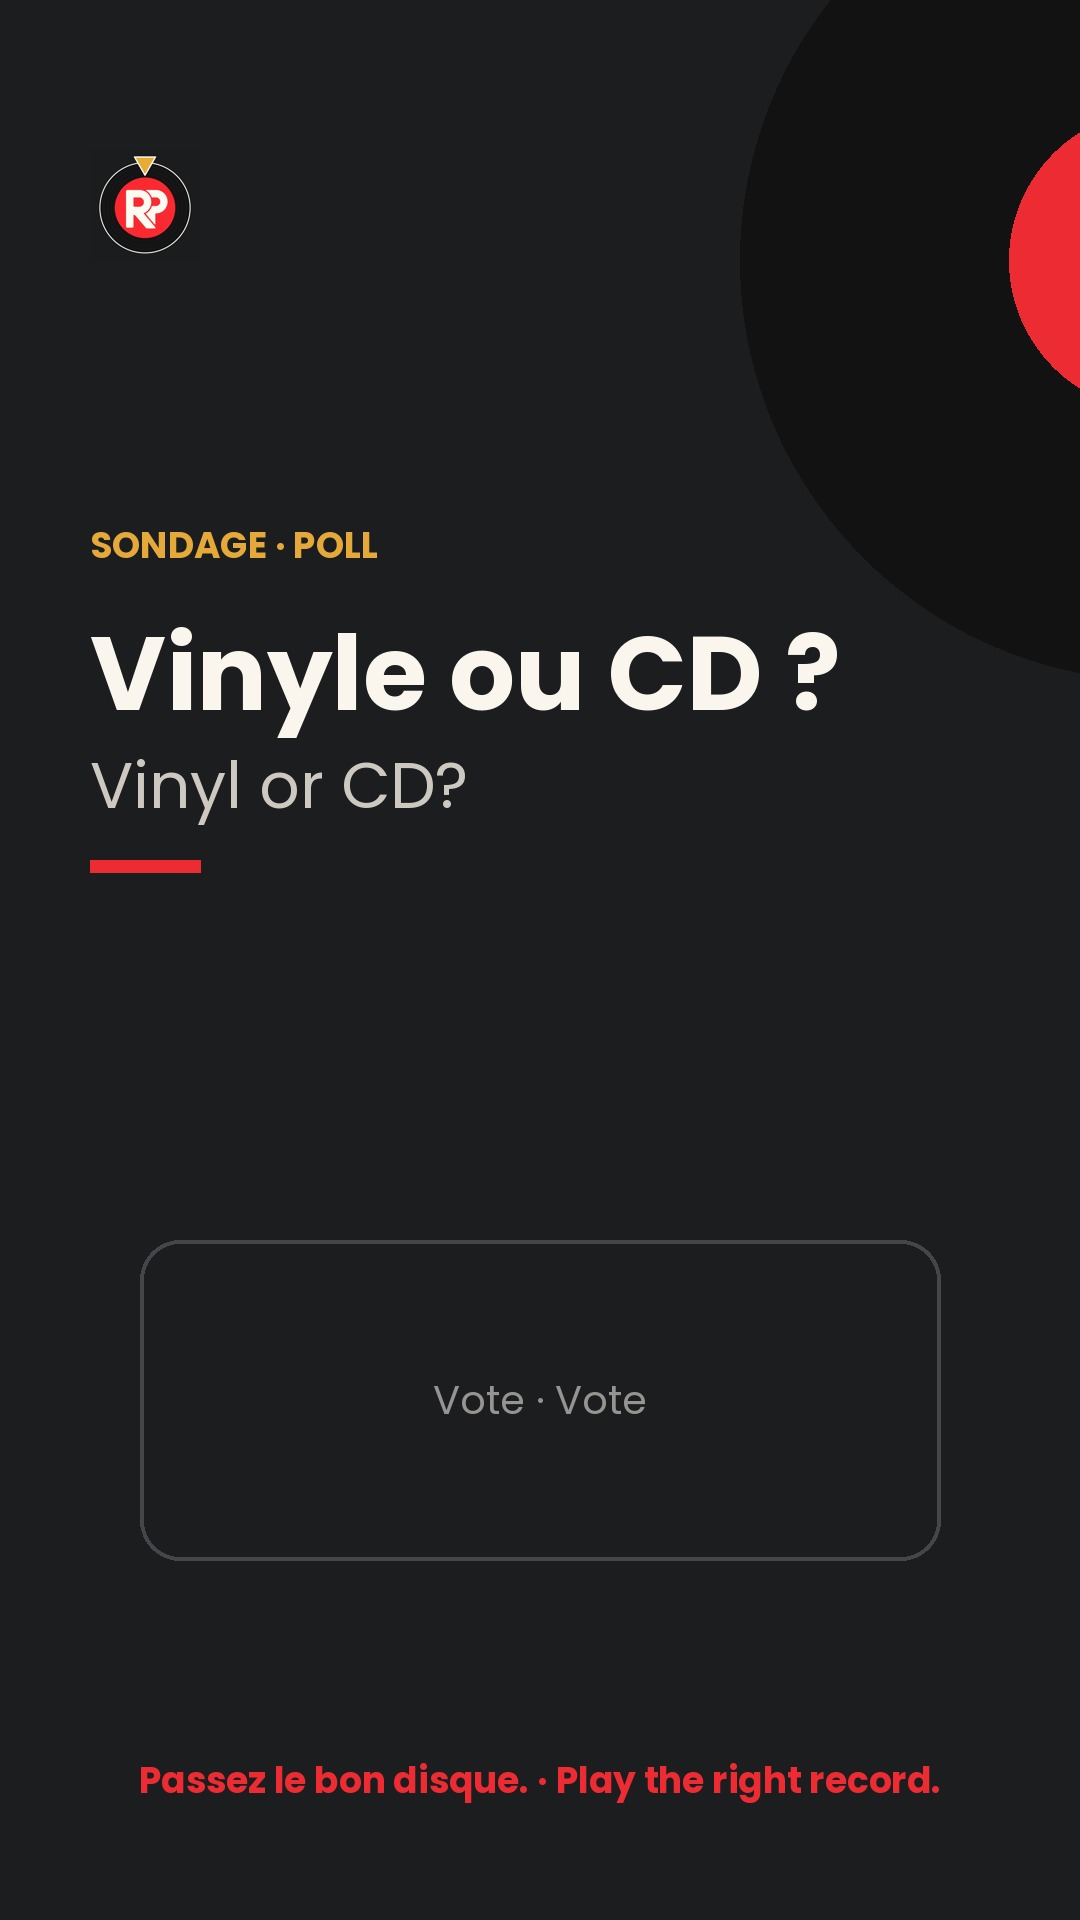 RP
SONDAGE · POLL
Vinyle ou CD ?
Vinyl or CD?
Vote · Vote
Passez le bon disque. · Play the right record.